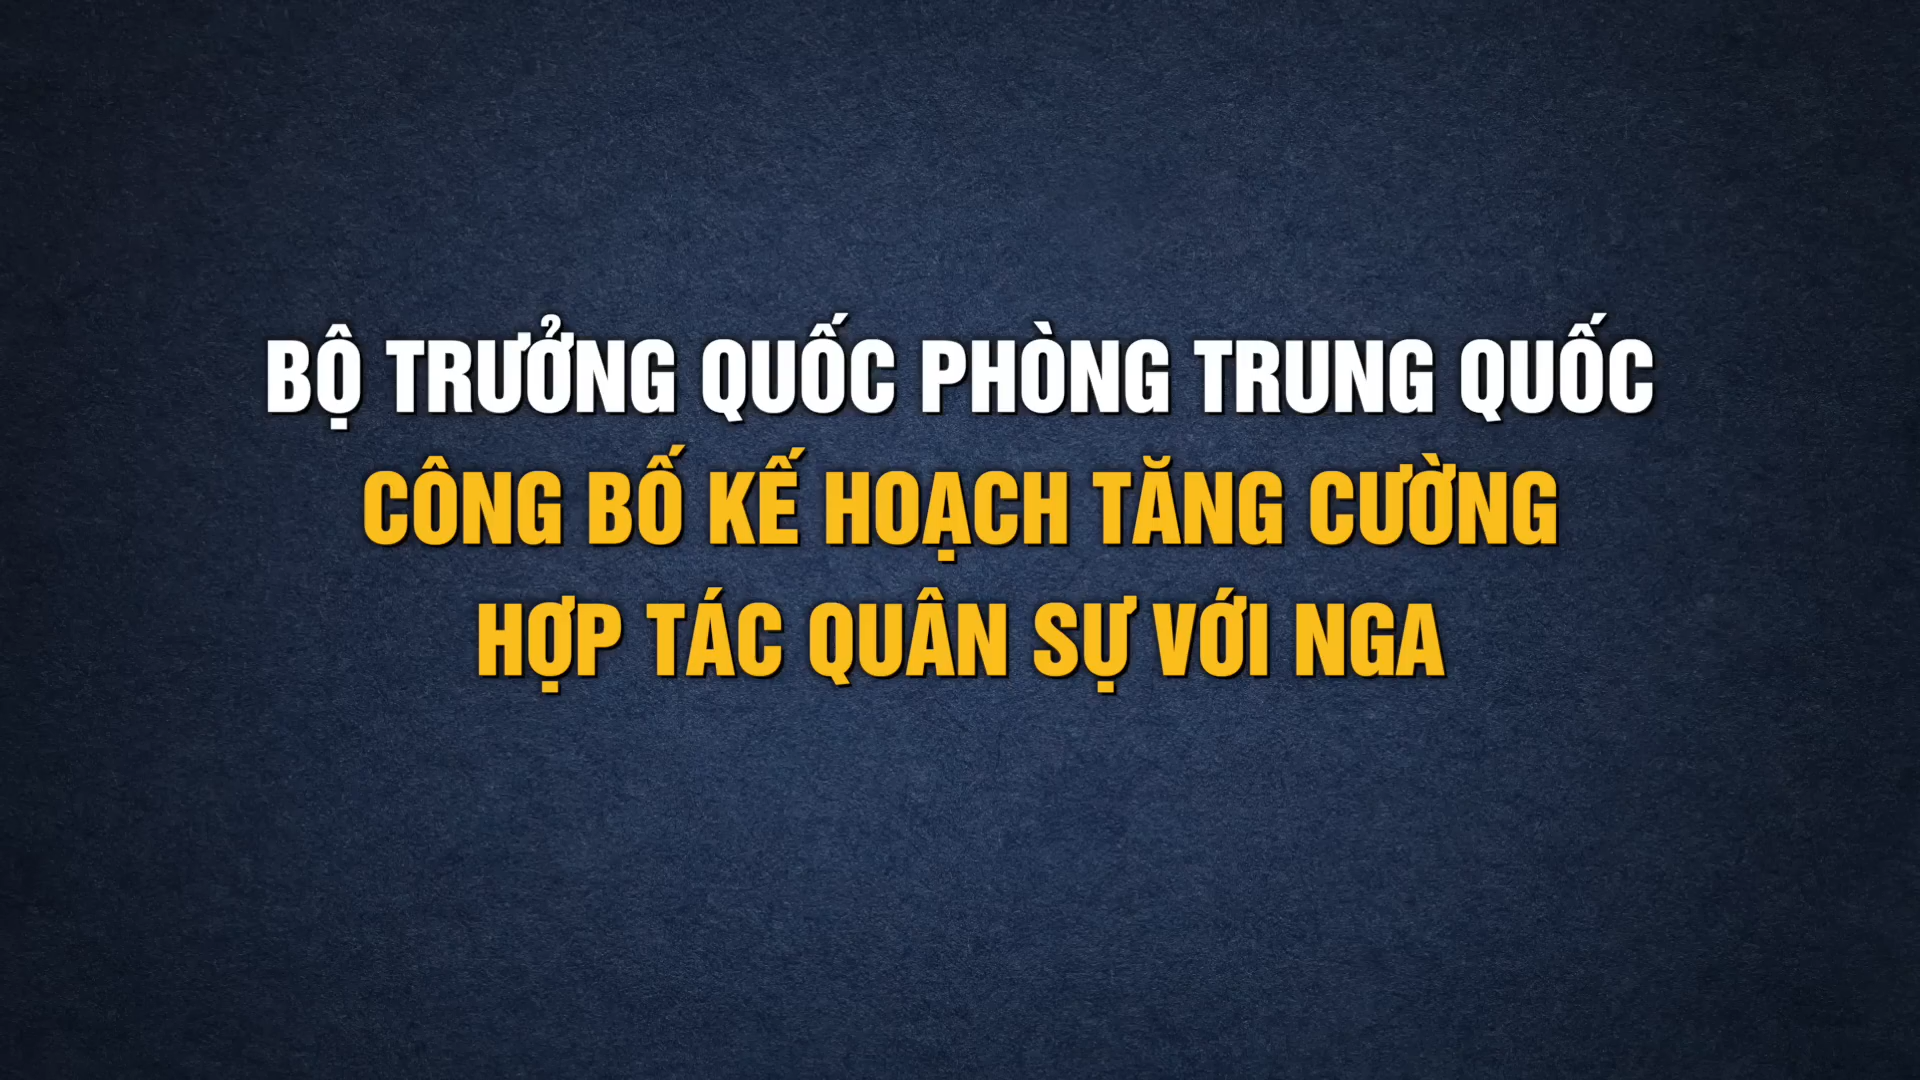 BỘ TRƯỞNG QUỐC PHÒNG TRUNG QUỐC
CÔNG BỐ KẾ HOẠCH TĂNG CƯỜNG
HỢP TÁC QUÂN SỰ VỚI NGA